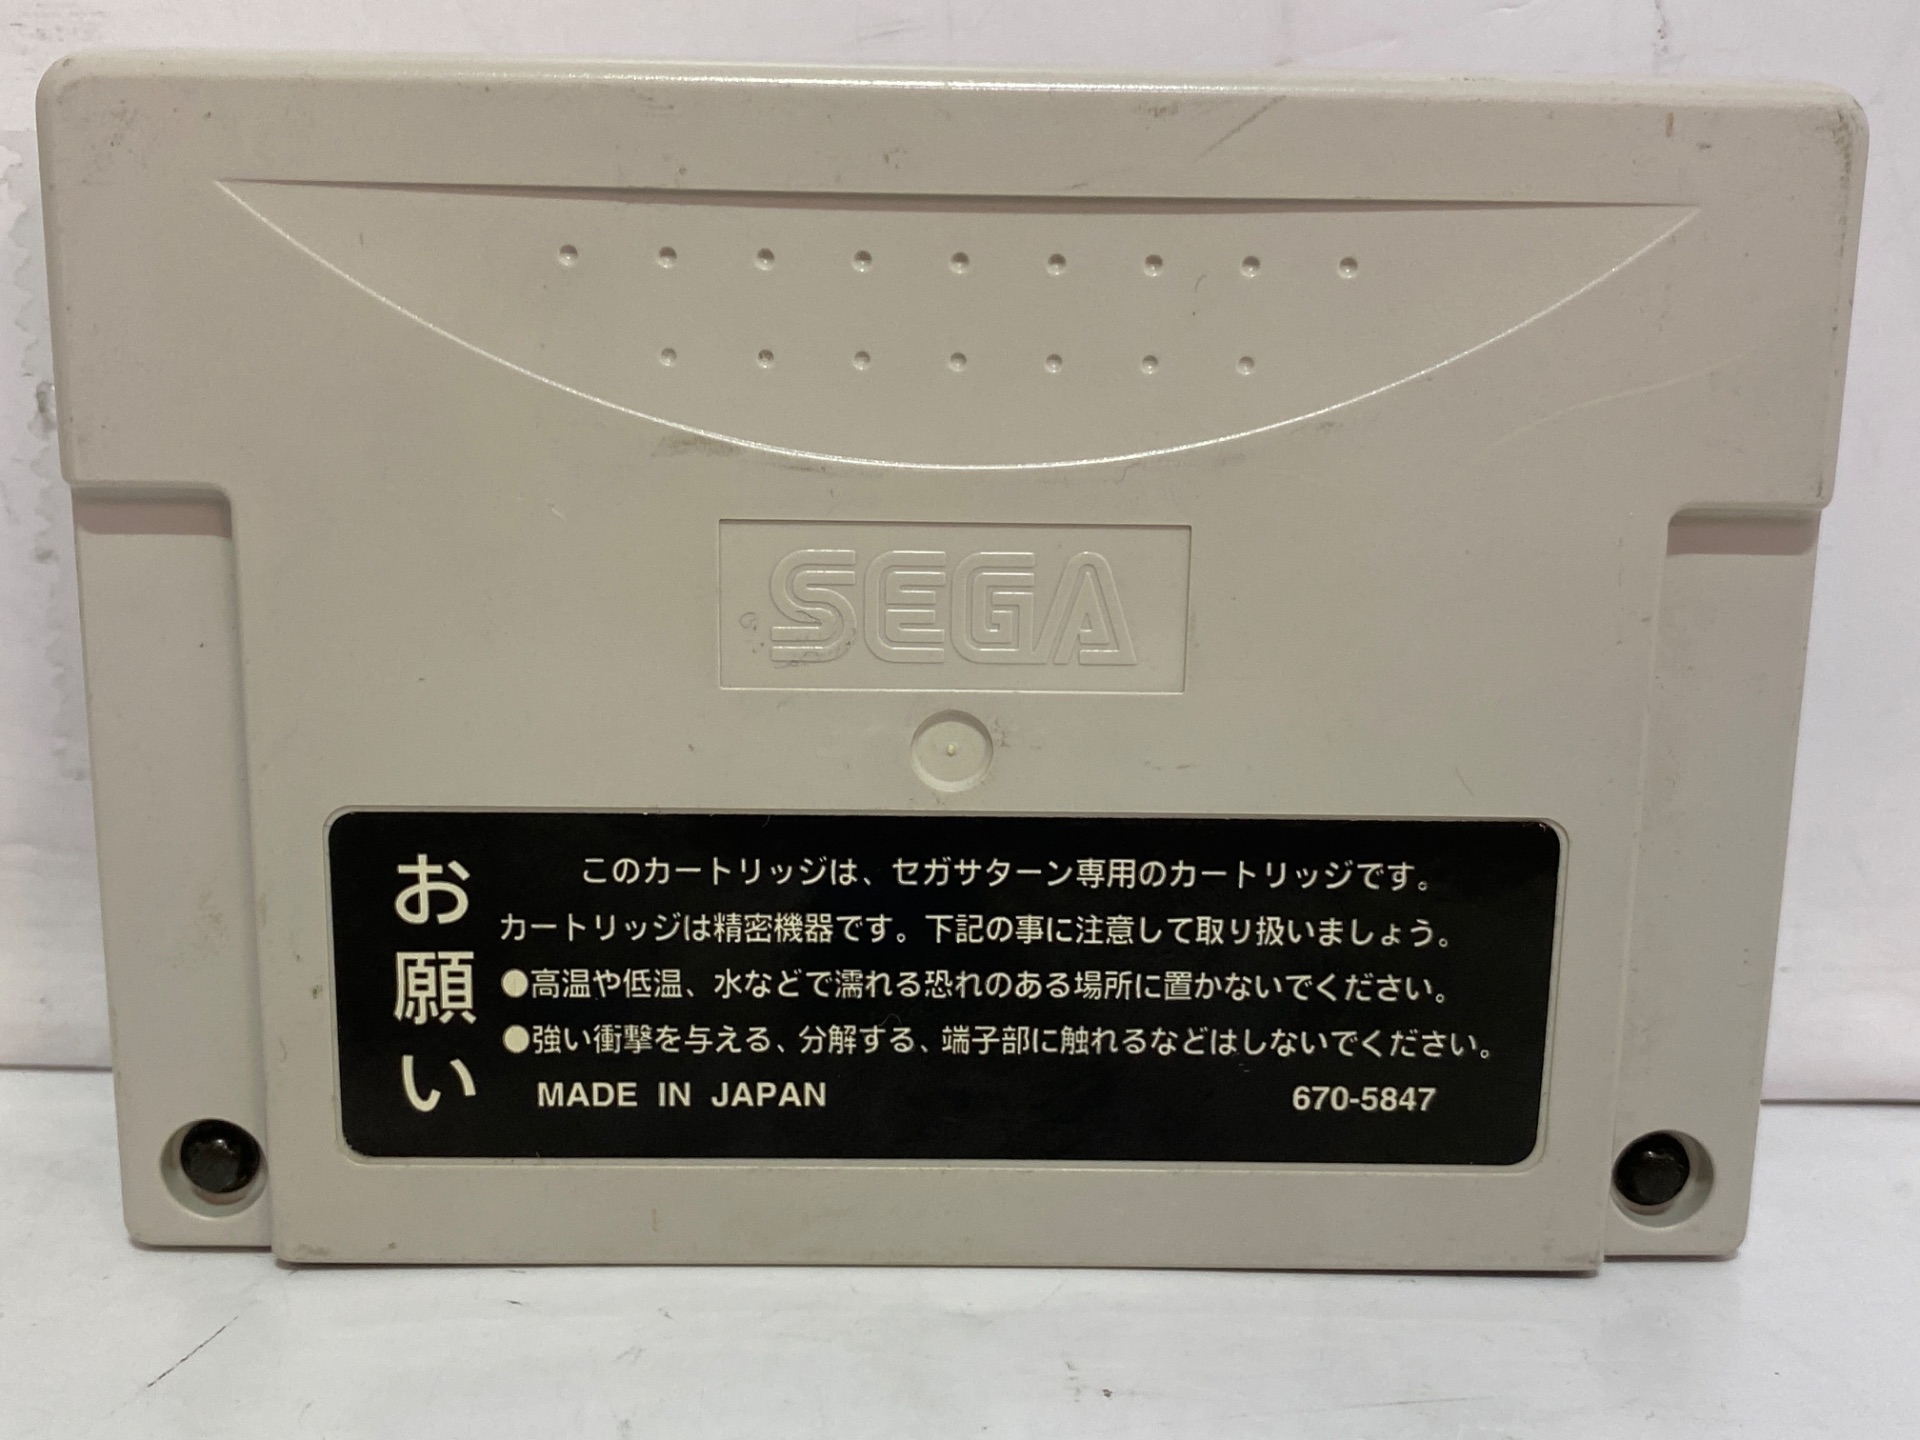 SEGA
お願い
このカートリッジは、セガサターン専用のカートリッジです。
カートリッジは精密機器です。下記の事に注意して取り扱いましょう。
●高温や低温、水などで濡れる恐れのある場所に置かないでください。
●強い衝撃を与える、分解する、端子部に触れるなどはしないでください。
MADE IN JAPAN 670-5847